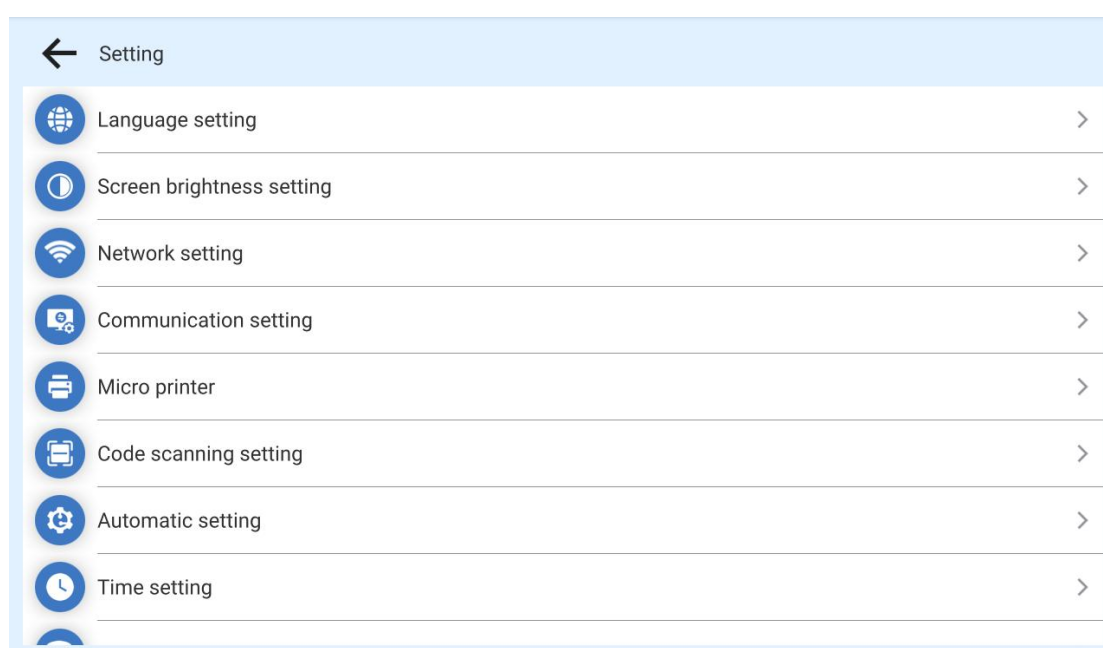 Setting
Language setting
Screen brightness setting
Network setting
Communication setting
Micro printer
Code scanning setting
Automatic setting
Time setting